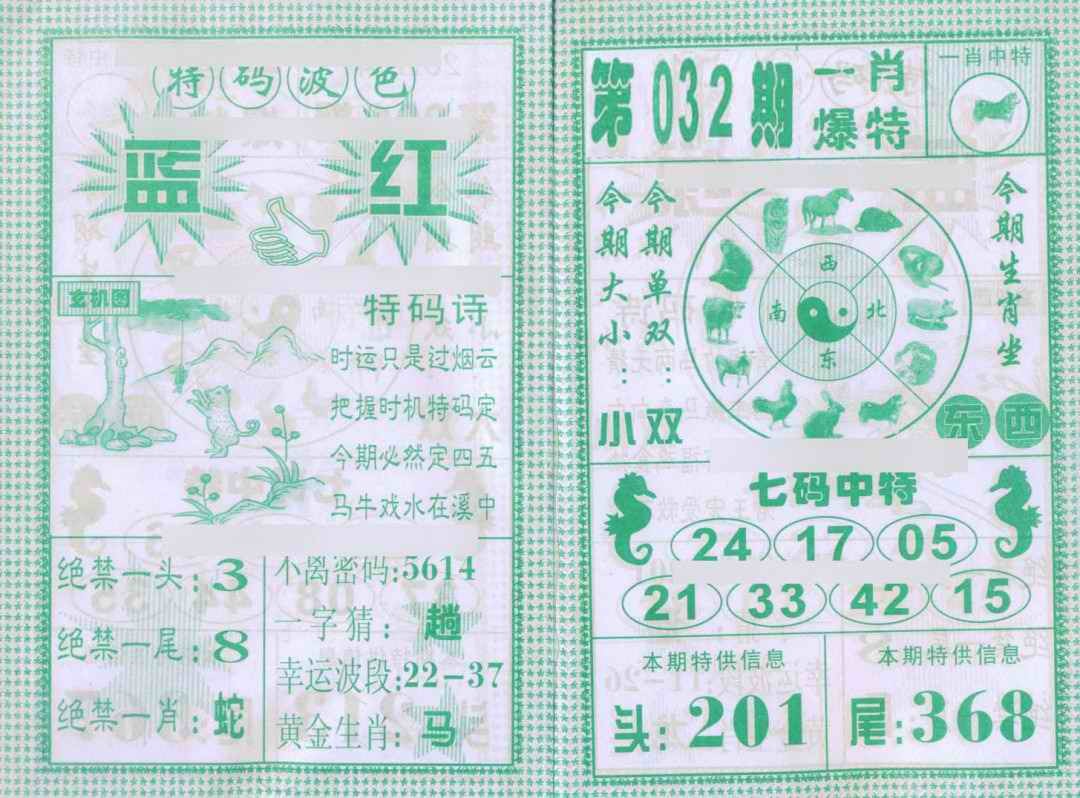 特码波色
蓝 红
玄机图
特码诗
时运只是过烟云
把握时机特码定
今期必然定四五
马牛戏水在溪中
绝禁一头:3
绝禁一尾:8
绝禁一肖:蛇
小离密码:5614
一字猜:趟
幸运波段:22-37
黄金生肖:马
第032期
一肖
爆特
一肖中特
今期大小:小
今期单双:双
西
南 北
东
今期生肖坐
东西
七码中特
24 17 05
21 33 42 15
本期特供信息
头:201
本期特供信息
尾:368